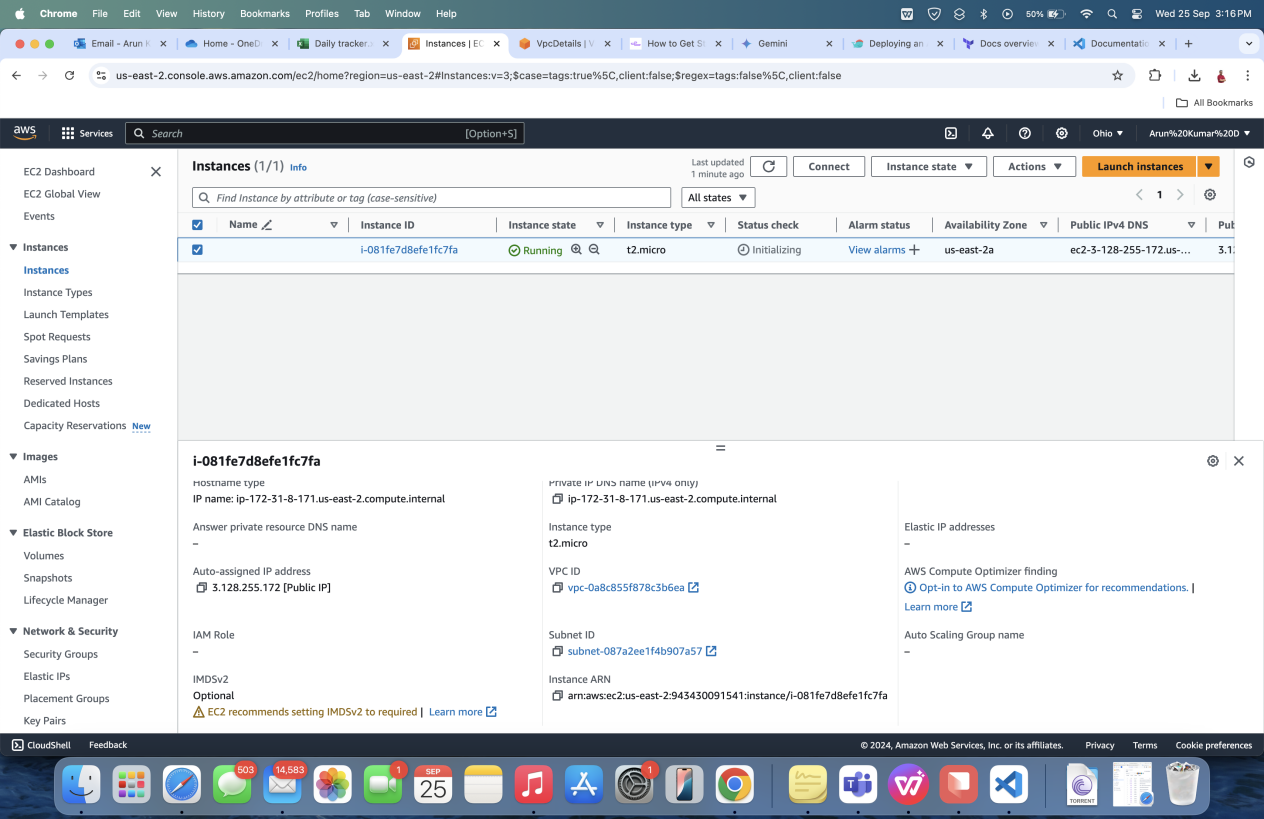 Chrome File Edit View History Bookmarks Profiles Tab Window Help 50% Wed 25 Sep 3:16 PM
Email - Arun Home - OneD Daily tracker. Instances | EC VpcDetails | V How to Get S Gemini Deploying an Docs overview Documentatic
us-east-2.console.aws.amazon.com/ec2/home?region=us-east-2#Instances:v=3;$case=tags:true%5C,client:false;$regex=tags:false%5C,client:false
All Bookmarks
aws Services Search [Option+S] Ohio Arun%20Kumar%20D
EC2 Dashboard
EC2 Global View
Events
Instances
Instances
Instance Types
Launch Templates
Spot Requests
Savings Plans
Reserved Instances
Dedicated Hosts
Capacity Reservations New
Images
AMIs
AMI Catalog
Elastic Block Store
Volumes
Snapshots
Lifecycle Manager
Network & Security
Security Groups
Elastic IPs
Placement Groups
Key Pairs
Instances (1/1) Info
Last updated
1 minute ago
Connect Instance state Actions Launch instances
Find Instance by attribute or tag (case-sensitive) All states 1
Name Instance ID Instance state Instance type Status check Alarm status Availability Zone Public IPv4 DNS Pub
i-081fe7d8efe1fc7fa Running t2.micro Initializing View alarms us-east-2a ec2-3-128-255-172.us-... 3.1
i-081fe7d8efe1fc7fa
Hostname type
IP name: ip-172-31-8-171.us-east-2.compute.internal
Answer private resource DNS name
–
Auto-assigned IP address
3.128.255.172 [Public IP]
IAM Role
–
IMDSv2
Optional
EC2 recommends setting IMDSv2 to required | Learn more
Private IP DNS name (IPv4 only)
ip-172-31-8-171.us-east-2.compute.internal
Instance type
t2.micro
VPC ID
vpc-0a8c855f878c3b6ea
Subnet ID
subnet-087a2ee1f4b907a57
Instance ARN
arn:aws:ec2:us-east-2:943430091541:instance/i-081fe7d8efe1fc7fa
Elastic IP addresses
–
AWS Compute Optimizer finding
Opt-in to AWS Compute Optimizer for recommendations. |
Learn more
Auto Scaling Group name
–
CloudShell Feedback © 2024, Amazon Web Services, Inc. or its affiliates. Privacy Terms Cookie preferences
503 14,583 1 SEP 25 1
TORRENT